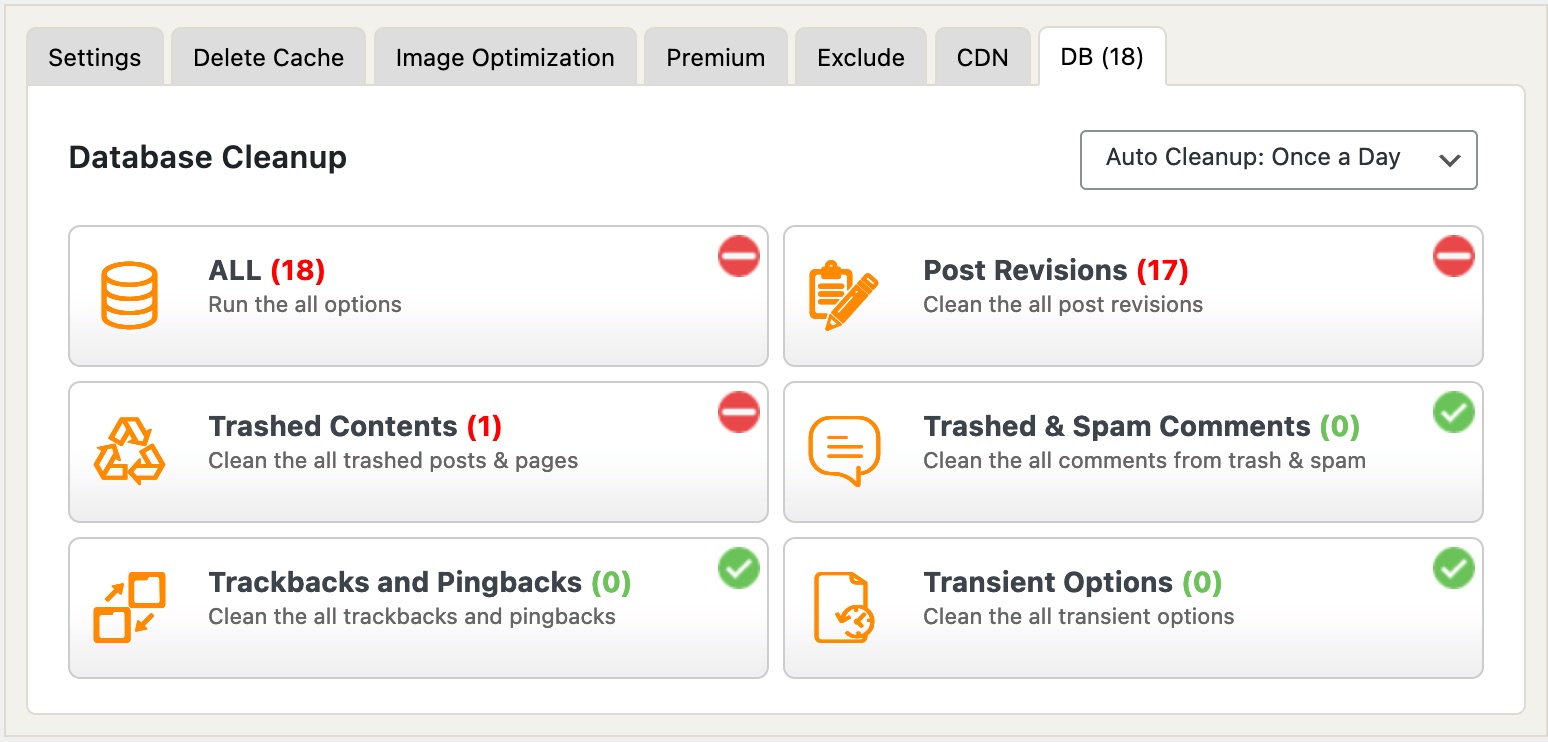 Settings
Delete Cache
Image Optimization
Premium
Exclude
CDN
DB (18)
Database Cleanup
Auto Cleanup: Once a Day
ALL (18)
Run the all options
Post Revisions (17)
Clean the all post revisions
Trashed Contents (1)
Clean the all trashed posts & pages
Trashed & Spam Comments (0)
Clean the all comments from trash & spam
Trackbacks and Pingbacks (0)
Clean the all trackbacks and pingbacks
Transient Options (0)
Clean the all transient options